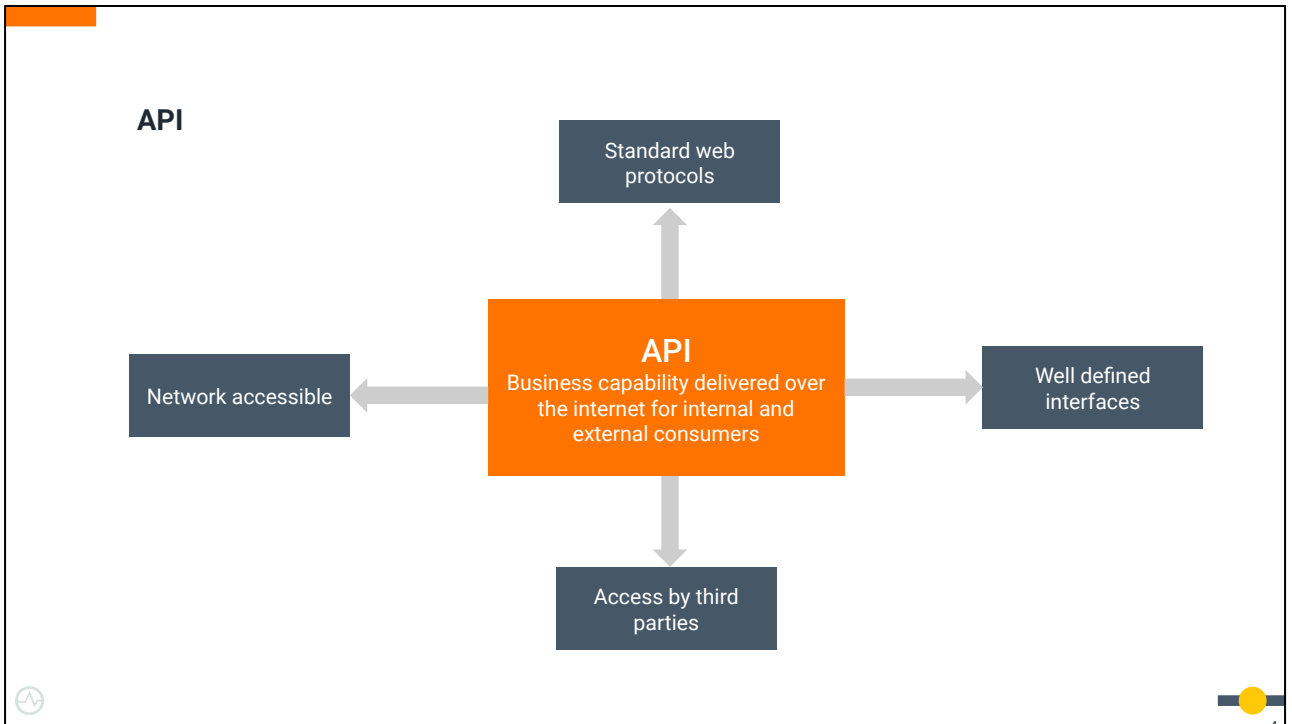 API
Standard web
protocols
API
Business capability delivered over
the internet for internal and
external consumers
Network accessible
Well defined
interfaces
Access by third
parties